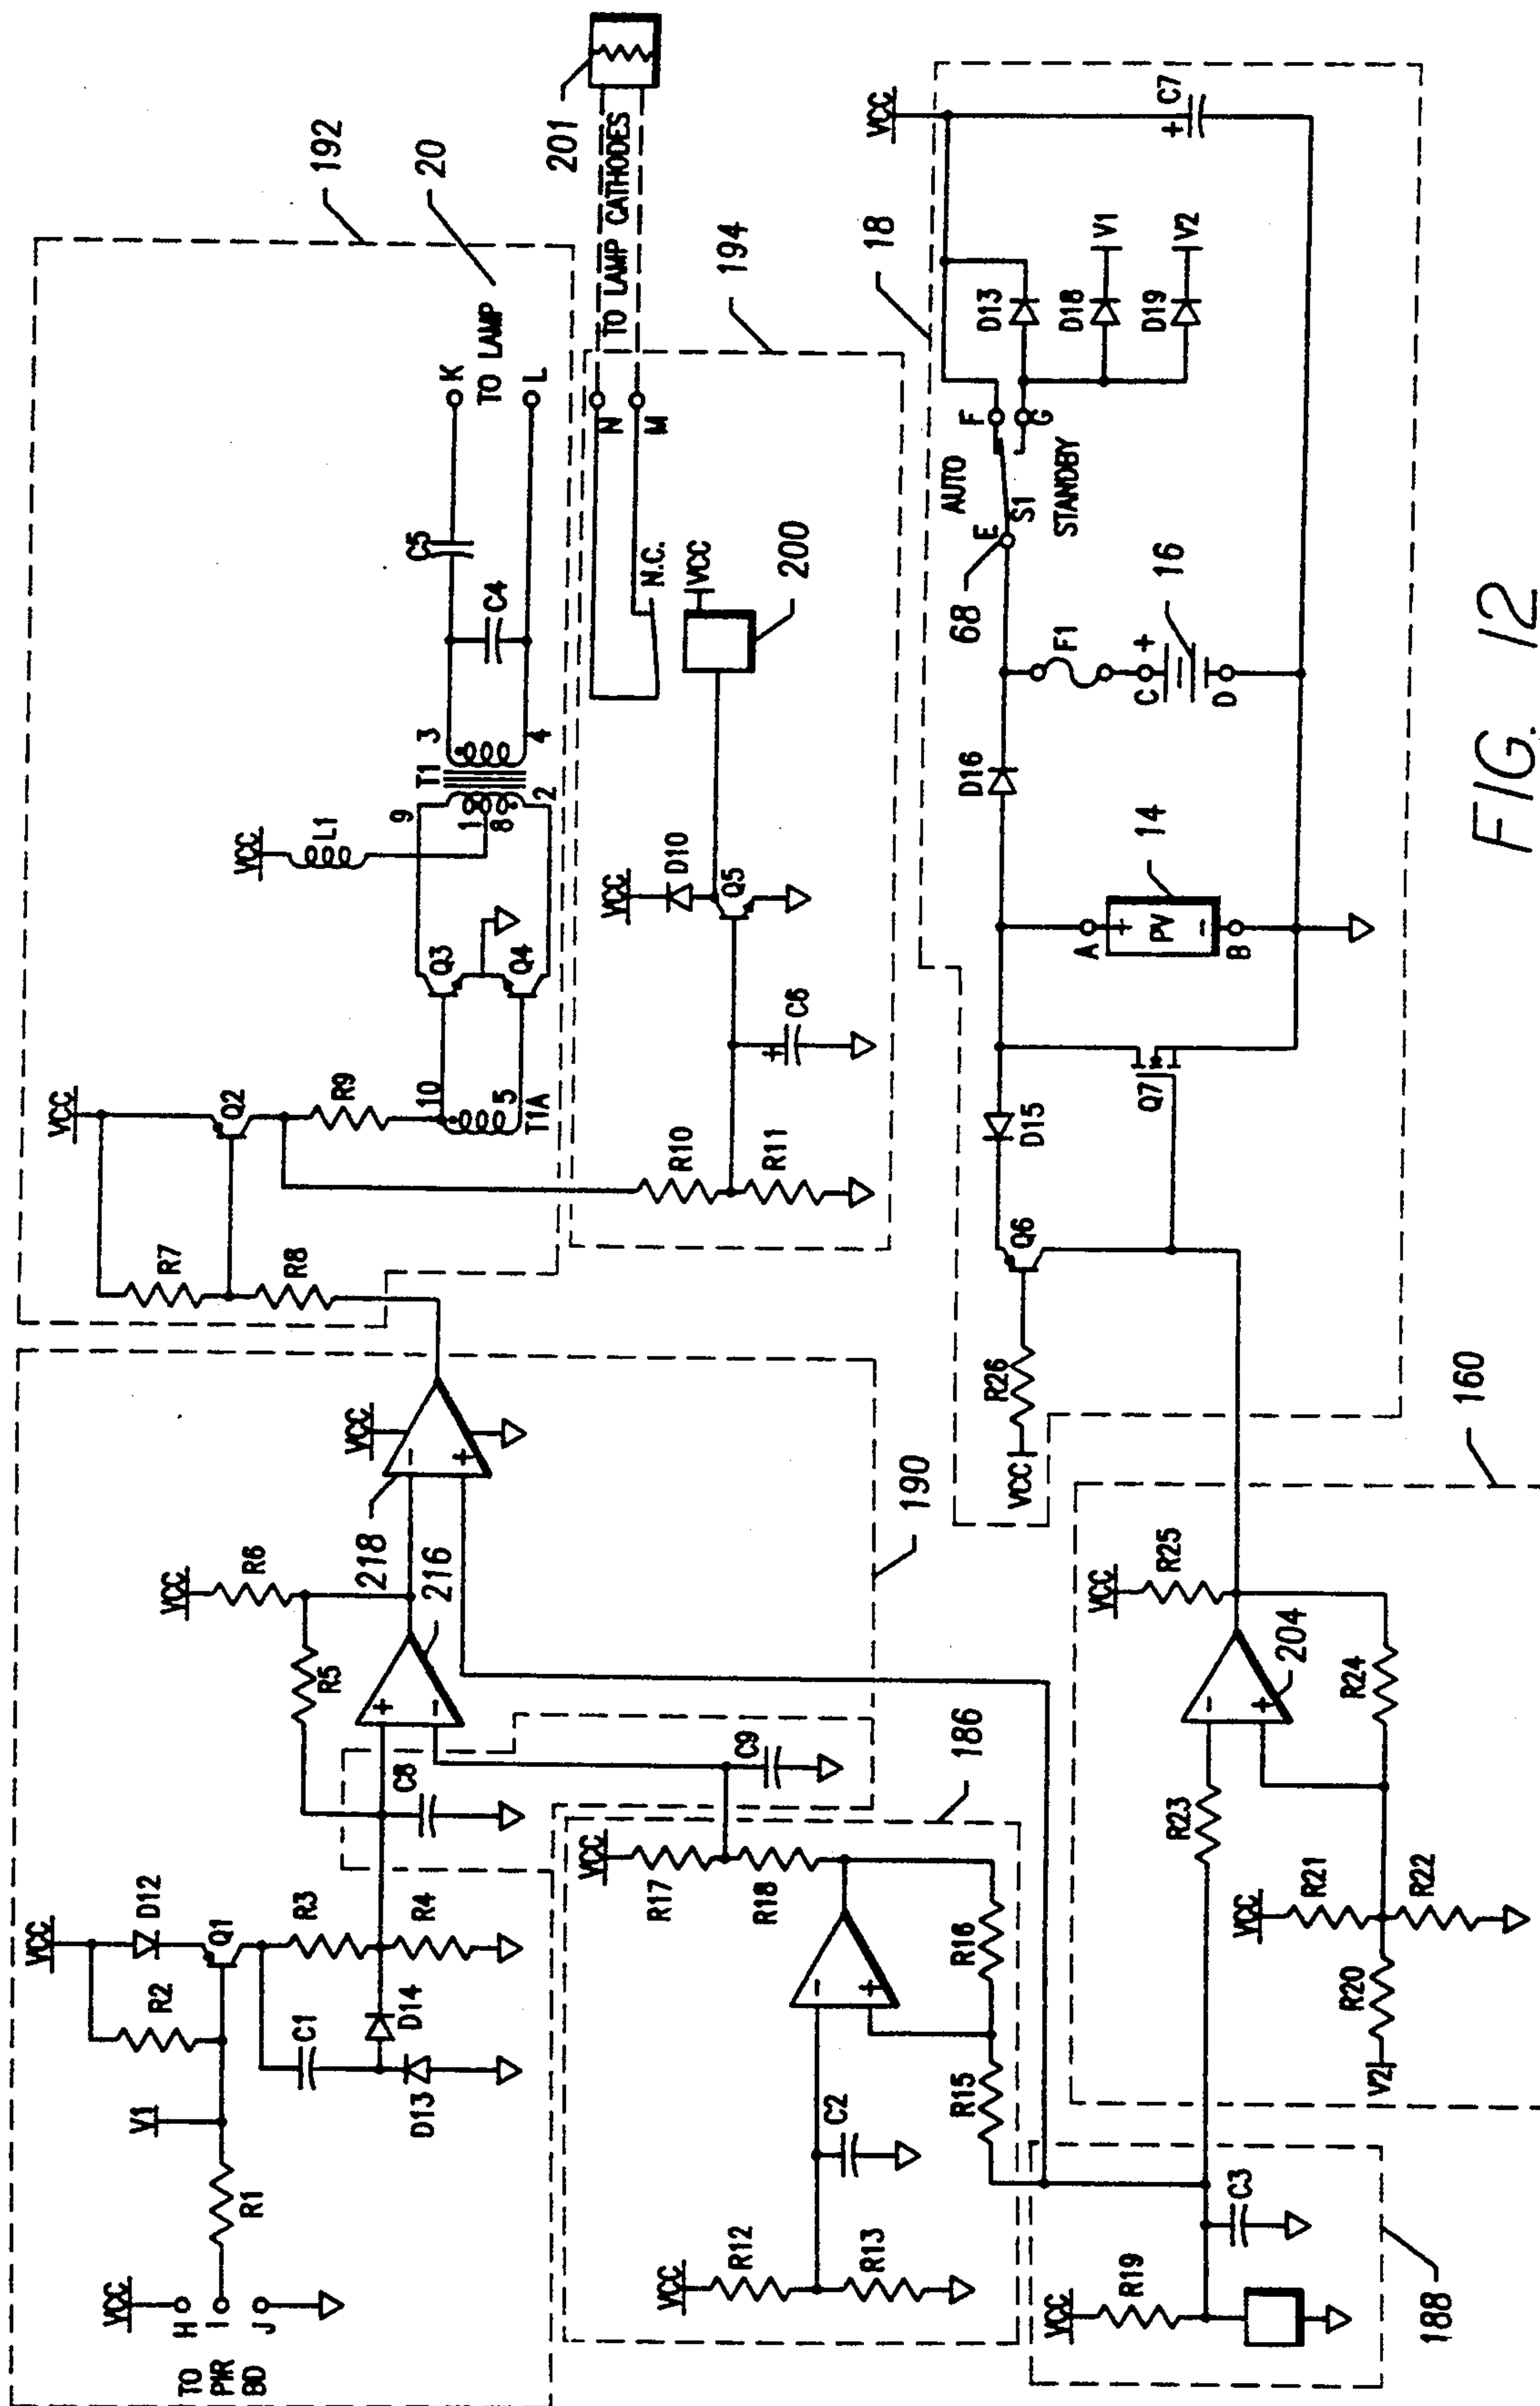 VCC
H
I
J
TO
PWR
BD
R1
V1
R2
VCC
D12
Q1
C1
D13
D14
R3
R4
C8
R5
VCC
R6
216
218
VCC
190
VCC
R7
R8
VCC
Q2
R9
10
5
T1A
Q3
Q4
VCC
L1
9
1
8
2
T1
3
4
C4
C5
K
TO LAMP
L
20
192
R10
R11
C6
VCC
D10
Q5
VCC
200
N.C.
N
M
TO LAMP CATHODES
201
194
VCC
R12
R13
C2
R15
R16
VCC
R17
R18
C9
186
VCC
R19
C3
188
V2
R20
VCC
R21
R22
R23
204
R24
VCC
R25
160
VCC
R26
Q6
D15
Q7
A
+
PV
-
B
14
D16
F1
C
+
D
16
68
E
S1
AUTO
STANDBY
F
G
D13
D18
V1
D19
V2
18
VCC
+
C7
FIG. 12